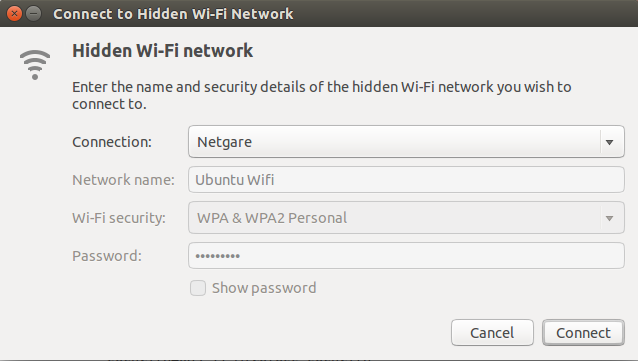 Connect to Hidden Wi-Fi Network
Hidden Wi-Fi network
Enter the name and security details of the hidden Wi-Fi network you wish to
connect to.
Connection: Netgare
Network name: Ubuntu Wifi
Wi-Fi security: WPA & WPA2 Personal
Password: •••••••••
Show password
Cancel Connect